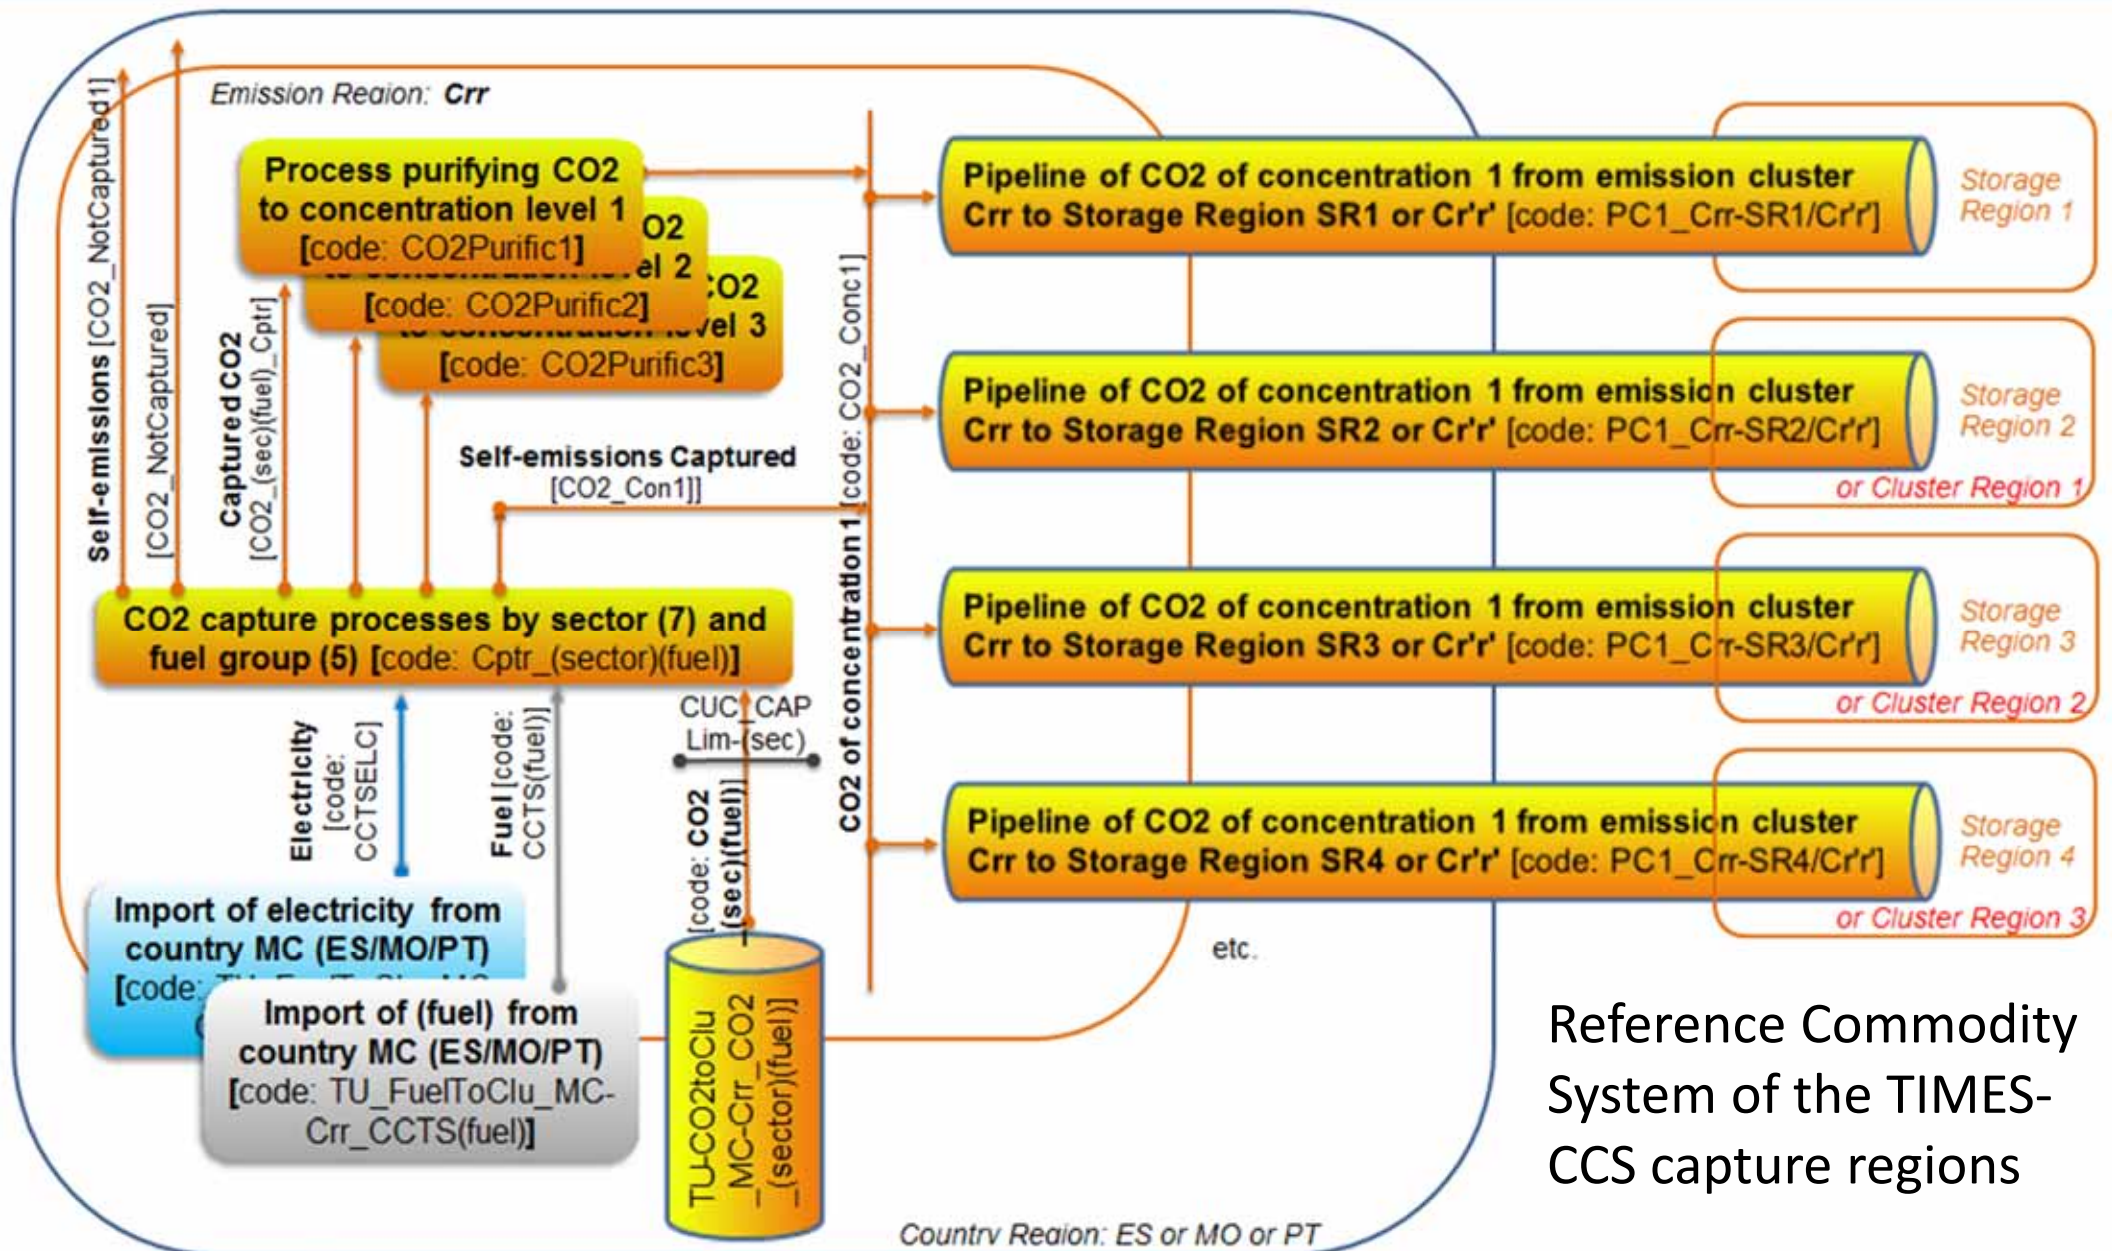 Emission Region: Crr
Self-emissions [CO2_NotCaptured1]
[CO2_NotCaptured]
Captured CO2
[CO2_(sec)(fuel)_Cptr]
Process purifying CO2
to concentration level 1
[code: CO2Purific1]
CO2
to concentration level 2
[code: CO2Purific2]
CO2
to concentration level 3
[code: CO2Purific3]
Self-emissions Captured
[CO2_Con1]]
CO2 of concentration 1 [code: CO2_Conc1]
CO2 capture processes by sector (7) and
fuel group (5) [code: Cptr_(sector)(fuel)]
Electricity
[code:
CCTSELC]
Fuel [code:
CCTS(fuel)]
CUC_CAP
Lim-(sec)
[code: CO2
_(sec)(fuel)]
Import of electricity from
country MC (ES/MO/PT)
[code:
Import of (fuel) from
country MC (ES/MO/PT)
[code: TU_FuelToClu_MC-
Crr_CCTS(fuel)]
TU-CO2toClu
_MC-Crr_CO2
_(sector)(fuel)]
Pipeline of CO2 of concentration 1 from emission cluster
Crr to Storage Region SR1 or Cr'r' [code: PC1_Crr-SR1/Cr'r']
Storage
Region 1
Pipeline of CO2 of concentration 1 from emission cluster
Crr to Storage Region SR2 or Cr'r' [code: PC1_Crr-SR2/Cr'r']
Storage
Region 2
or Cluster Region 1
Pipeline of CO2 of concentration 1 from emission cluster
Crr to Storage Region SR3 or Cr'r' [code: PC1_Crr-SR3/Cr'r']
Storage
Region 3
or Cluster Region 2
Pipeline of CO2 of concentration 1 from emission cluster
Crr to Storage Region SR4 or Cr'r' [code: PC1_Crr-SR4/Cr'r']
Storage
Region 4
or Cluster Region 3
etc.
Reference Commodity
System of the TIMES-
CCS capture regions
Country Region: ES or MO or PT